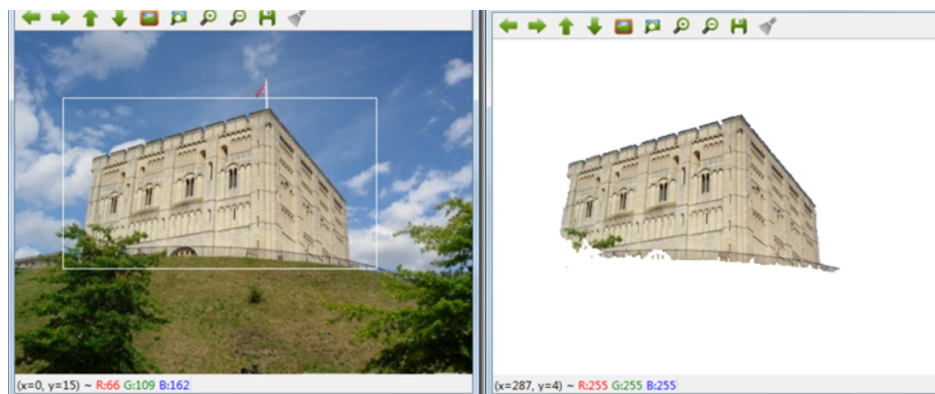 (x=0, y=15) ~ R:66 G:109 B:162
(x=287, y=4) ~ R:255 G:255 B:255